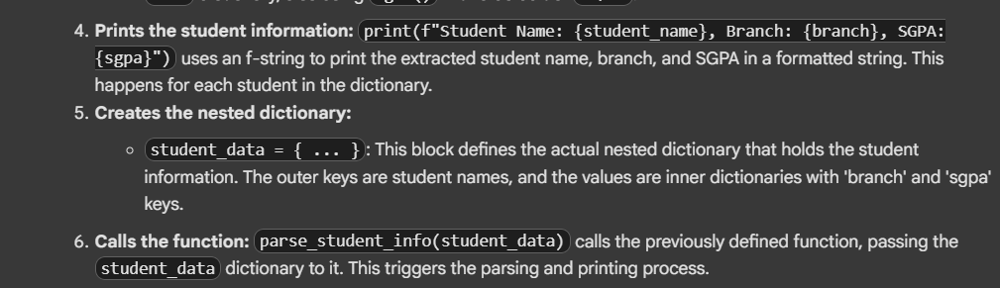 4. Prints the student information: print(f"Student Name: {student_name}, Branch: {branch}, SGPA:
{sgpa}") uses an f-string to print the extracted student name, branch, and SGPA in a formatted string. This
happens for each student in the dictionary.
5. Creates the nested dictionary:
○ student_data = { ... }: This block defines the actual nested dictionary that holds the student
information. The outer keys are student names, and the values are inner dictionaries with 'branch' and 'sgpa'
keys.
6. Calls the function: parse_student_info(student_data) calls the previously defined function, passing the
student_data dictionary to it. This triggers the parsing and printing process.